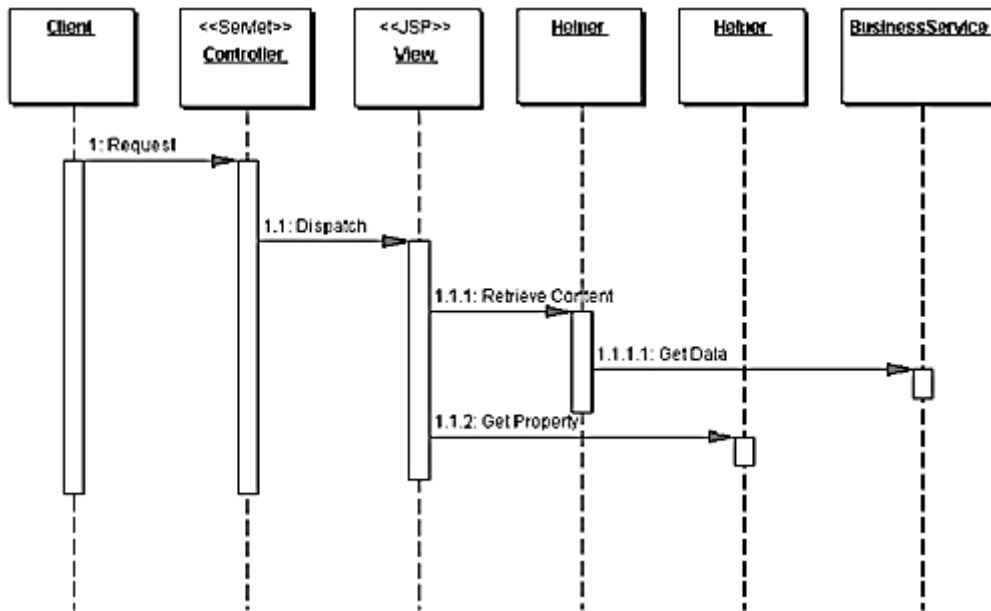 Client
<<Servlet>>
Controller
<<JSP>>
View
Helper
Helper
BusinessService
1: Request
1.1: Dispatch
1.1.1: Retrieve Content
1.1.1.1: Get Data
1.1.2: Get Property